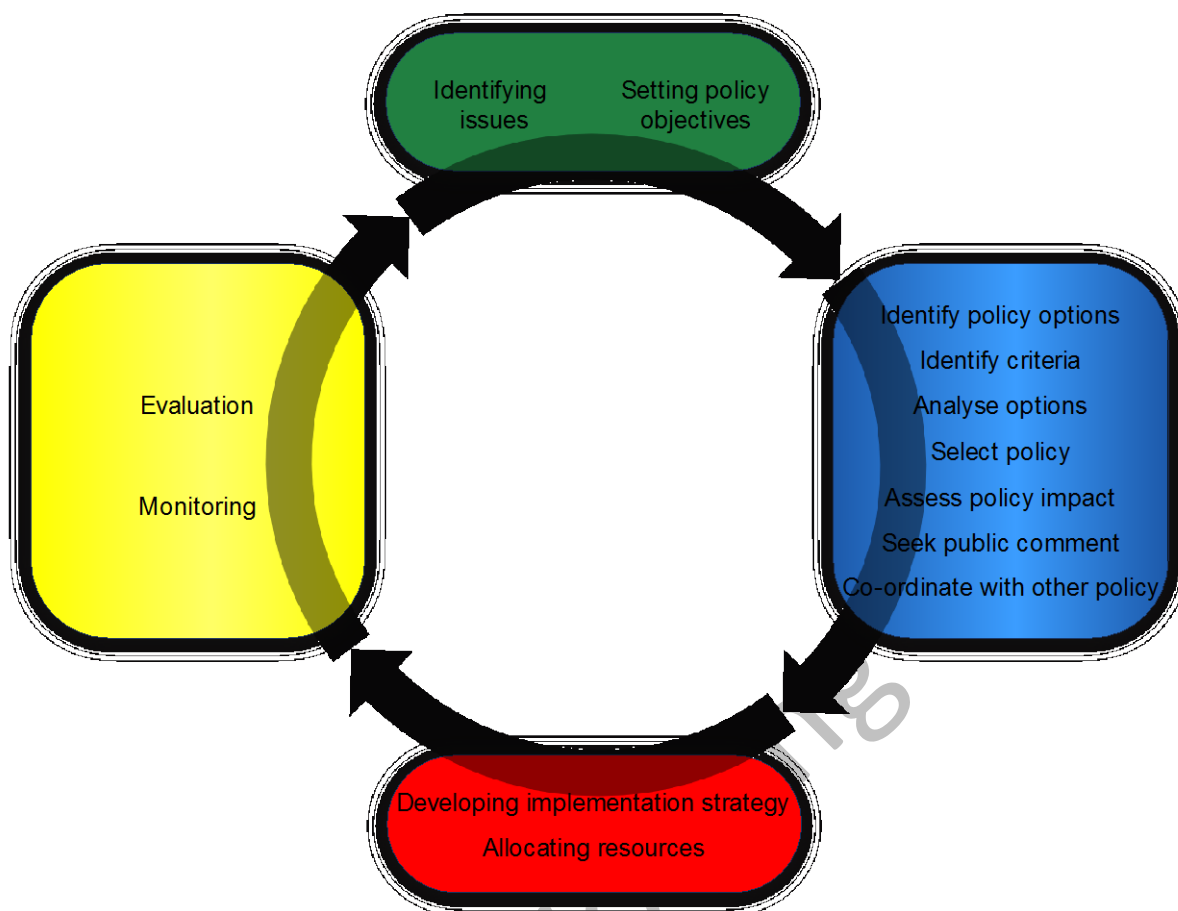 Identifying
issues
Setting policy
objectives
Identify policy options
Identify criteria
Analyse options
Select policy
Assess policy impact
Seek public comment
Co-ordinate with other policy
Evaluation
Monitoring
Developing implementation strategy
Allocating resources